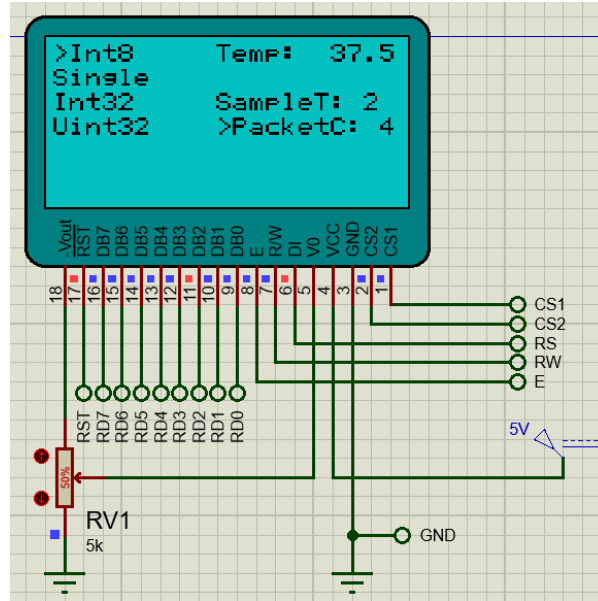 >Int8 Temp: 37.5
Single
Int32 SampleT: 2
Uint32 >PacketC: 4
-Vout RST DB7 DB6 DB5 DB4 DB3 DB2 DB1 DB0 E R/W DI V0 VCC GND CS2 CS1
18 17 16 15 14 13 12 11 10 9 8 7 6 5 4 3 2 1
CS1
CS2
RS
RW
E
RST RD7 RD6 RD5 RD4 RD3 RD2 RD1 RD0
5V
50%
RV1
5k
GND